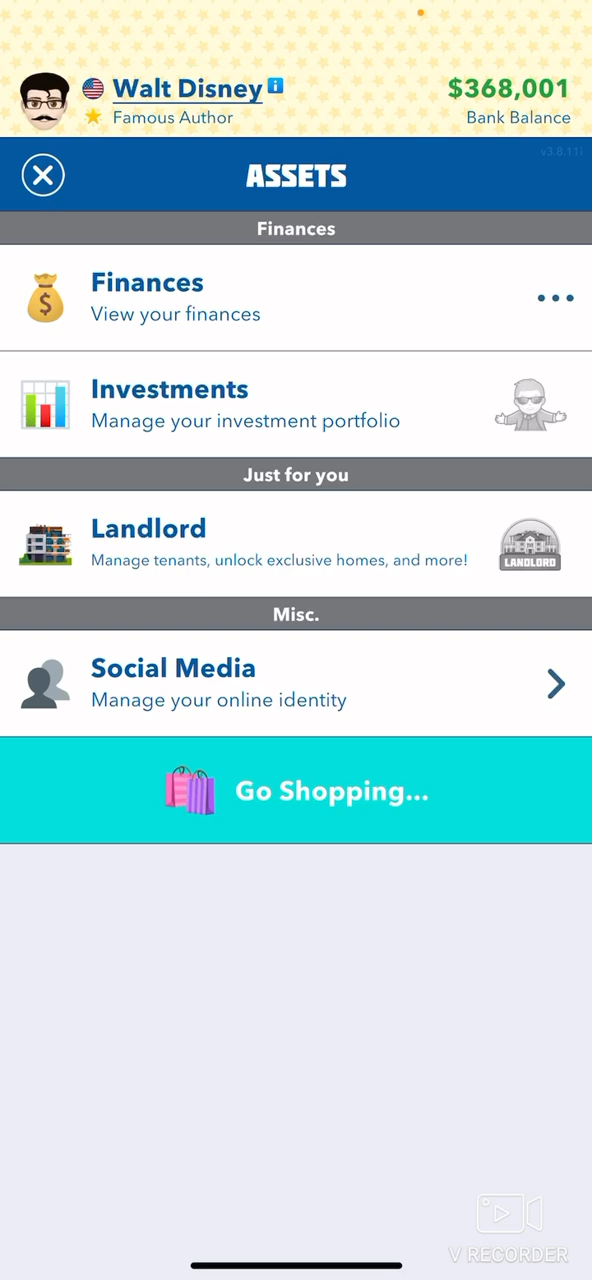 Walt Disney
$368,001
Famous Author
Bank Balance
v3.8.11i
ASSETS
Finances
Finances
View your finances
Investments
Manage your investment portfolio
Just for you
Landlord
Manage tenants, unlock exclusive homes, and more!
LANDLORD
Misc.
Social Media
Manage your online identity
Go Shopping...
V RECORDER